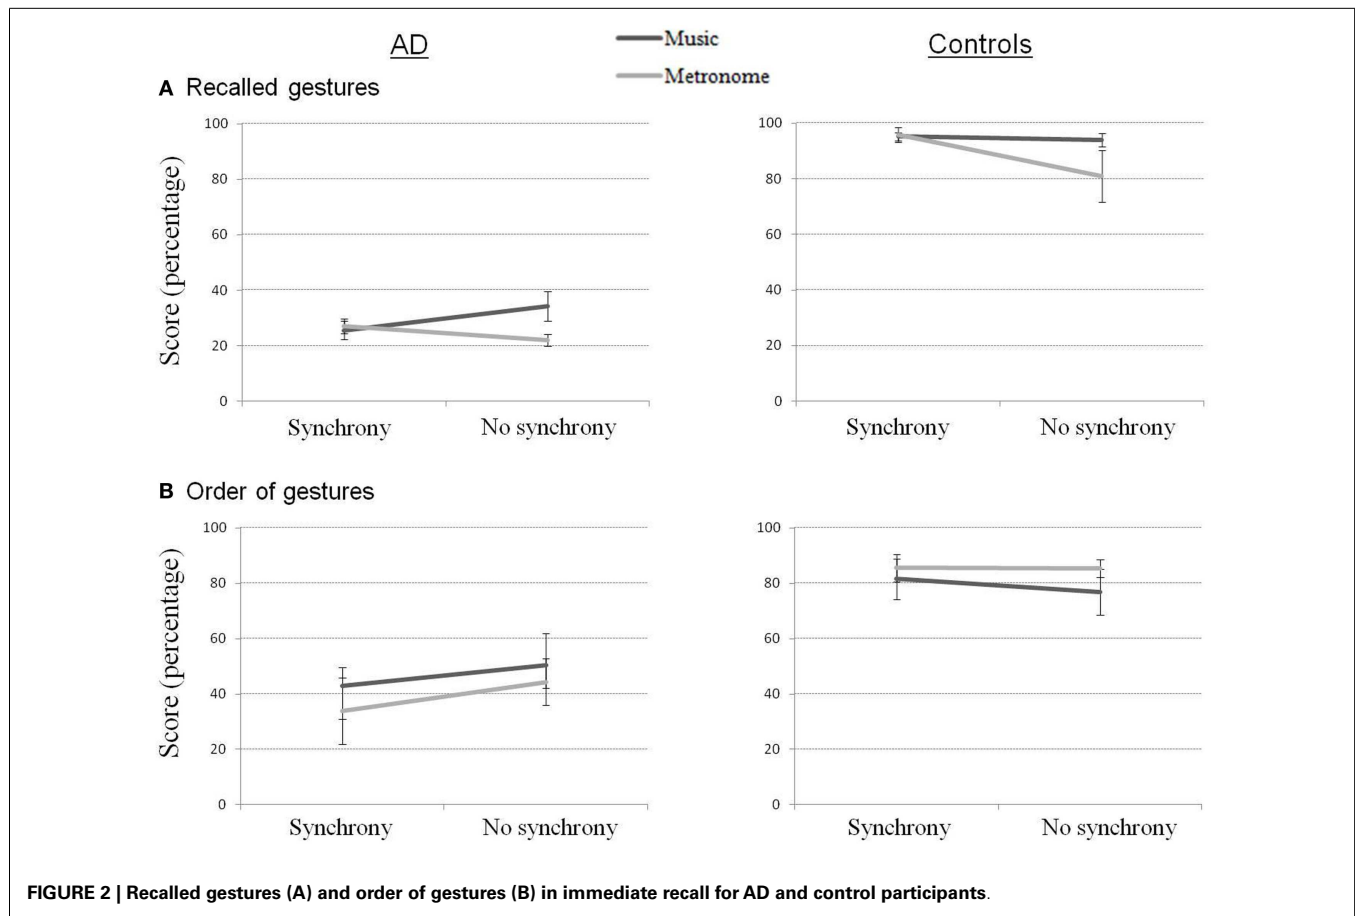 AD
Music
Metronome
Controls
A Recalled gestures
Score (percentage)
100
80
60
40
20
0
Synchrony
No synchrony
100
80
60
40
20
0
Synchrony
No synchrony
B Order of gestures
Score (percentage)
100
80
60
40
20
0
Synchrony
No synchrony
100
80
60
40
20
0
Synchrony
No synchrony
FIGURE 2 | Recalled gestures (A) and order of gestures (B) in immediate recall for AD and control participants.